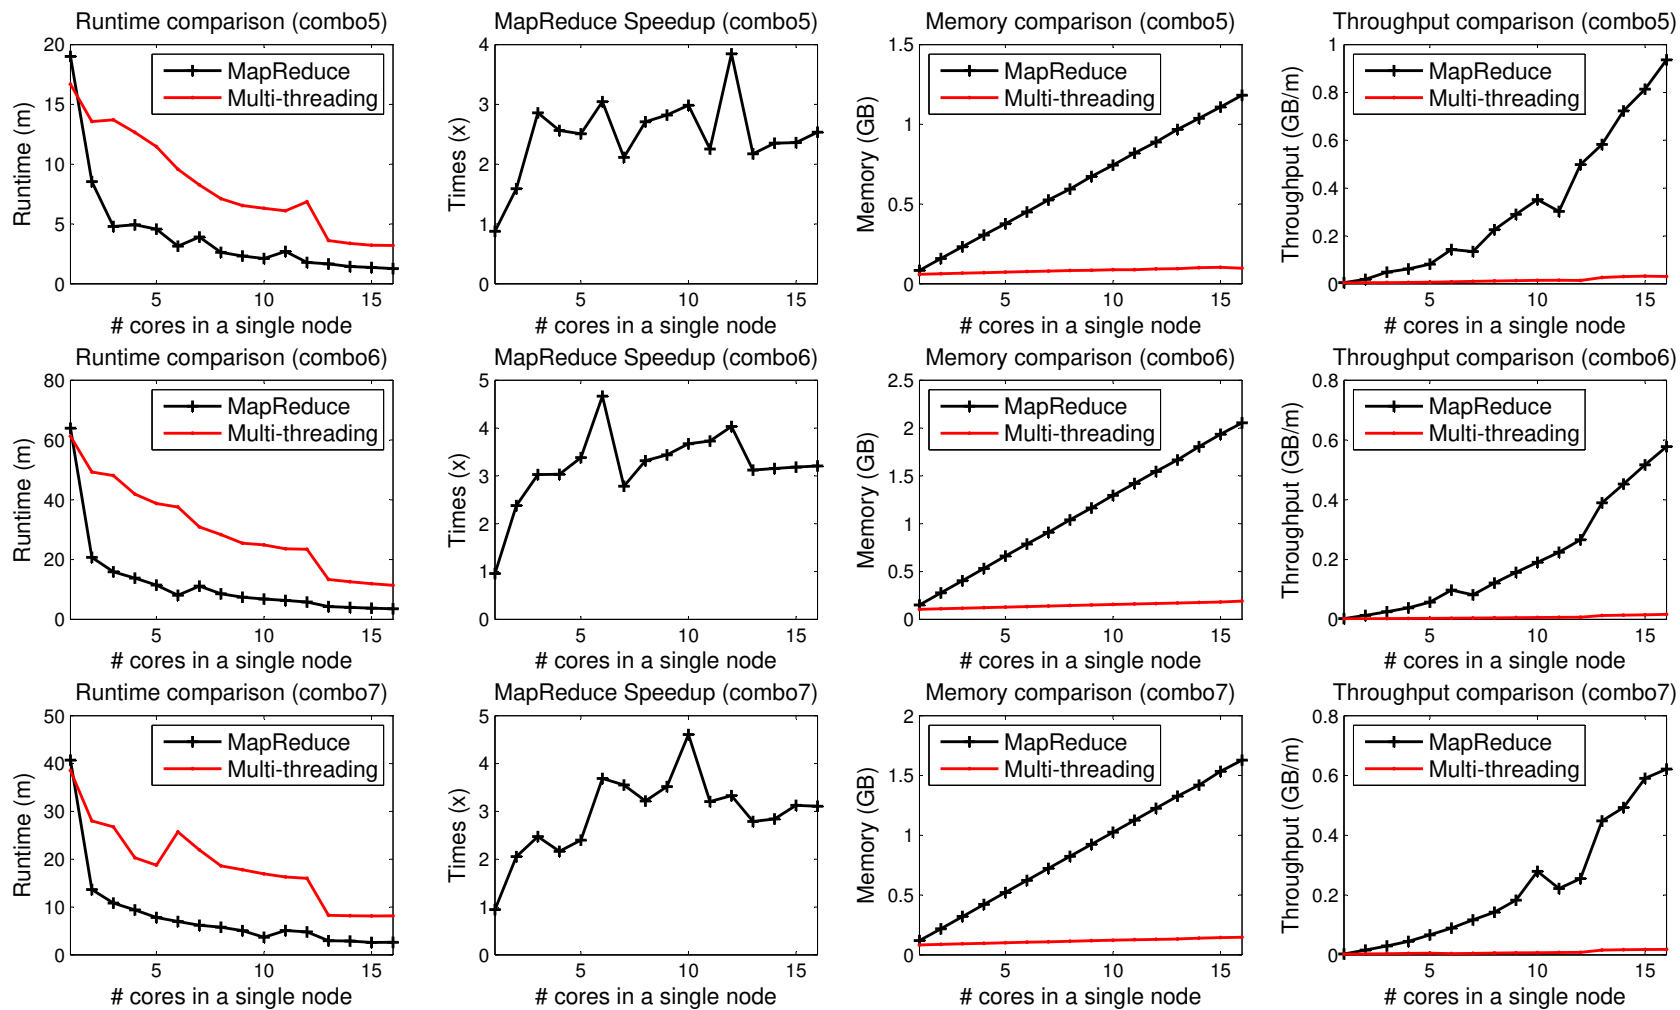 Runtime comparison (combo5)
20
15
10
5
0
Runtime (m)
MapReduce
Multi-threading
5
10
15
# cores in a single node
MapReduce Speedup (combo5)
4
3
2
1
0
Times (x)
5
10
15
# cores in a single node
Memory comparison (combo5)
1.5
1
0.5
0
Memory (GB)
MapReduce
Multi-threading
5
10
15
# cores in a single node
Throughput comparison (combo5)
1
0.8
0.6
0.4
0.2
0
Throughput (GB/m)
MapReduce
Multi-threading
5
10
15
# cores in a single node
Runtime comparison (combo6)
80
60
40
20
0
Runtime (m)
MapReduce
Multi-threading
5
10
15
# cores in a single node
MapReduce Speedup (combo6)
5
4
3
2
1
0
Times (x)
5
10
15
# cores in a single node
Memory comparison (combo6)
2.5
2
1.5
1
0.5
0
Memory (GB)
MapReduce
Multi-threading
5
10
15
# cores in a single node
Throughput comparison (combo6)
0.8
0.6
0.4
0.2
0
Throughput (GB/m)
MapReduce
Multi-threading
5
10
15
# cores in a single node
Runtime comparison (combo7)
50
40
30
20
10
0
Runtime (m)
MapReduce
Multi-threading
5
10
15
# cores in a single node
MapReduce Speedup (combo7)
5
4
3
2
1
0
Times (x)
5
10
15
# cores in a single node
Memory comparison (combo7)
2
1.5
1
0.5
0
Memory (GB)
MapReduce
Multi-threading
5
10
15
# cores in a single node
Throughput comparison (combo7)
0.8
0.6
0.4
0.2
0
Throughput (GB/m)
MapReduce
Multi-threading
5
10
15
# cores in a single node